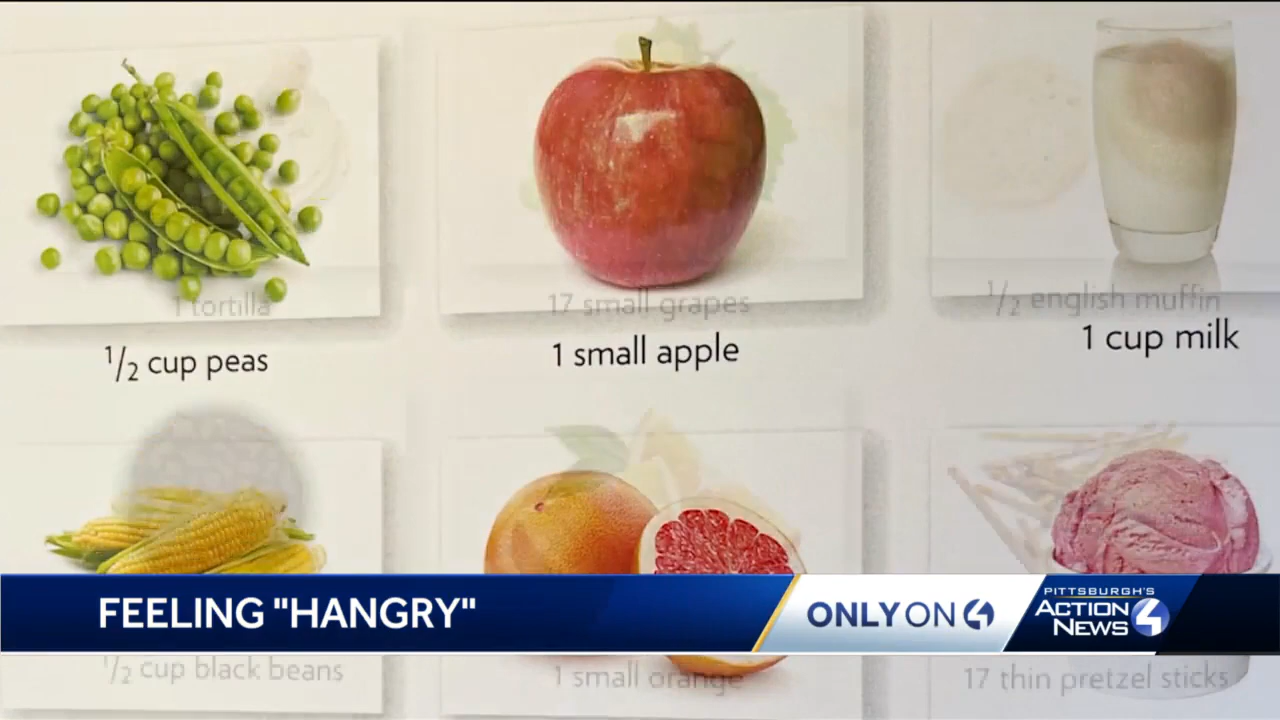 1 tortilla
17 small grapes
1/2 english muffin
1/2 cup peas
1 small apple
1 cup milk
FEELING "HANGRY"
ONLY ON 4
PITTSBURGH'S
ACTION
NEWS 4
1/2 cup black beans
1 small orange
17 thin pretzel sticks